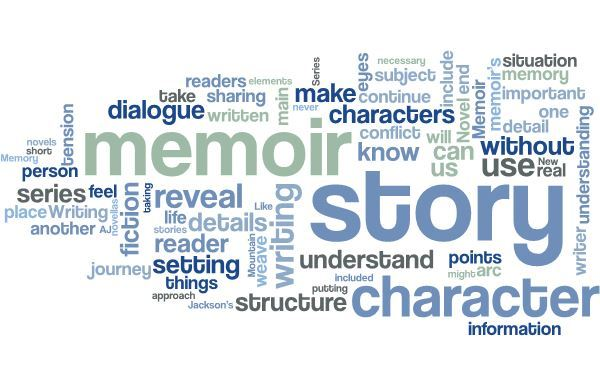 necessary
Series
include
situation
readers
elements
eyes
subject
end
memoir's
memory
take
sharing
main
never
make
continue
Novel
Memoir
important
dialogue
written
characters
one
tension
conflict
will
detail
understanding
novels
short
Memory
memoir
know
can
us
without
use
New
real
person
series
feel
taking
reveal
Like
story
place
Writing
novellas
fiction
life
details
writing
another
AJ
stories
reader
weave
Mountain
understand
points
writer
journey
setting
included
might
arc
things
putting
approach
Jackson's
structure
character
information